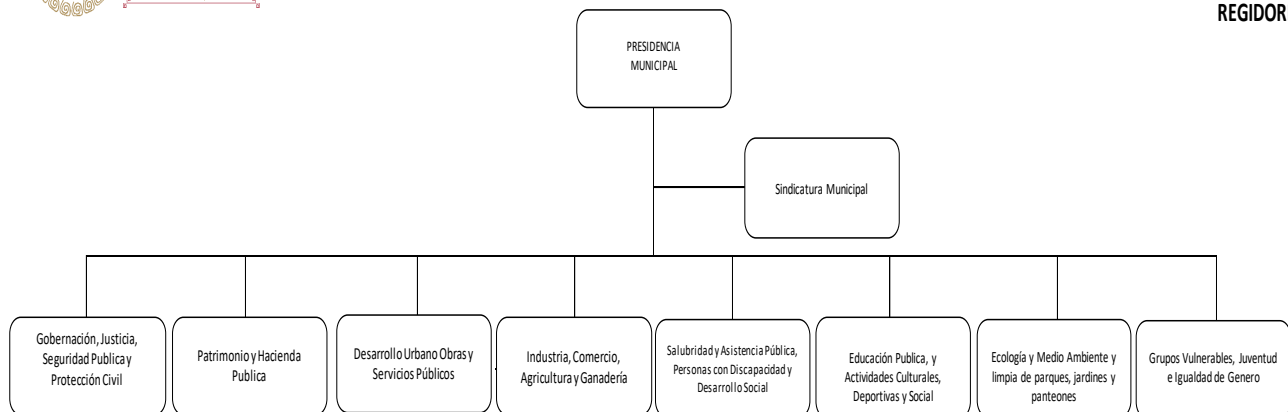 REGIDOR
PRESIDENCIA
MUNICIPAL
Sindicatura Municipal
Gobernación, Justicia,
Seguridad Publica y
Protección Civil
Patrimonio y Hacienda
Publica
Desarrollo Urbano Obras y
Servicios Públicos
Industria, Comercio,
Agricultura y Ganadería
Salubridad y Asistencia Pública,
Personas con Discapacidad y
Desarrollo Social
Educación Publica, y
Actividades Culturales,
Deportivas y Social
Ecología y Medio Ambiente y
limpia de parques, jardines y
panteones
Grupos Vulnerables, Juventud
e Igualdad de Genero